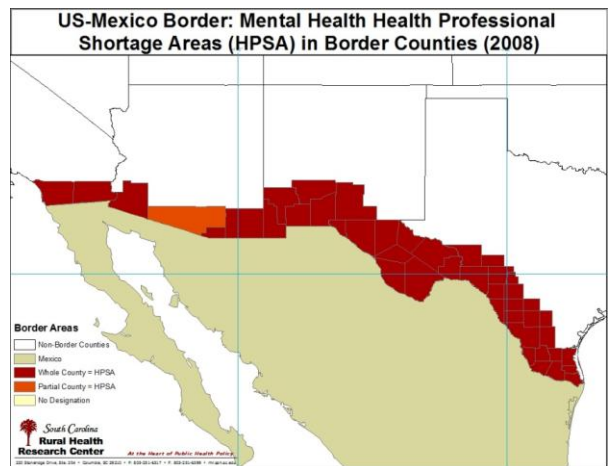 US-Mexico Border: Mental Health Health Professional
Shortage Areas (HPSA) in Border Counties (2008)
Border Areas
Non-Border Counties
Mexico
Whole County = HPSA
Partial County = HPSA
No Designation
South Carolina
Rural Health
Research Center
At the Heart of Public Health Policy